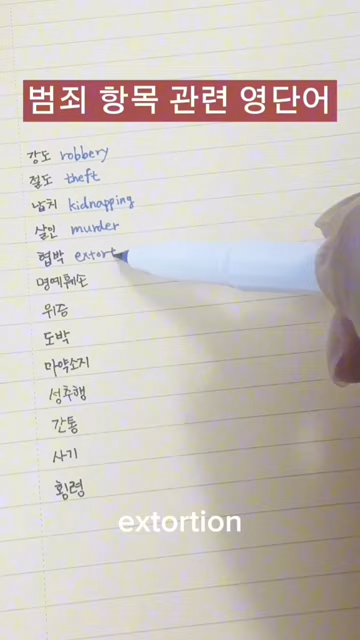 범죄 항목 관련 영단어
강도 robbery
절도 theft
납치 kidnapping
살인 murder
협박 extort
명예훼손
위증
도박
마약소지
성추행
간통
사기
횡령
extortion